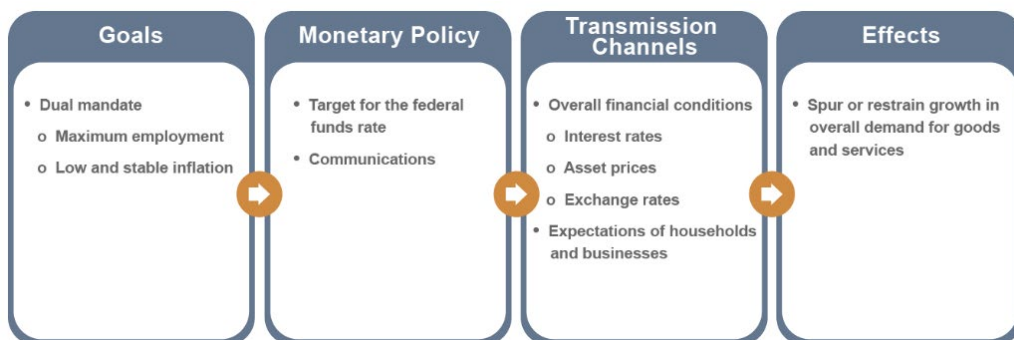 Goals
• Dual mandate
o Maximum employment
o Low and stable inflation
Monetary Policy
• Target for the federal
funds rate
• Communications
Transmission
Channels
• Overall financial conditions
o Interest rates
o Asset prices
o Exchange rates
• Expectations of households
and businesses
Effects
• Spur or restrain growth in
overall demand for goods
and services